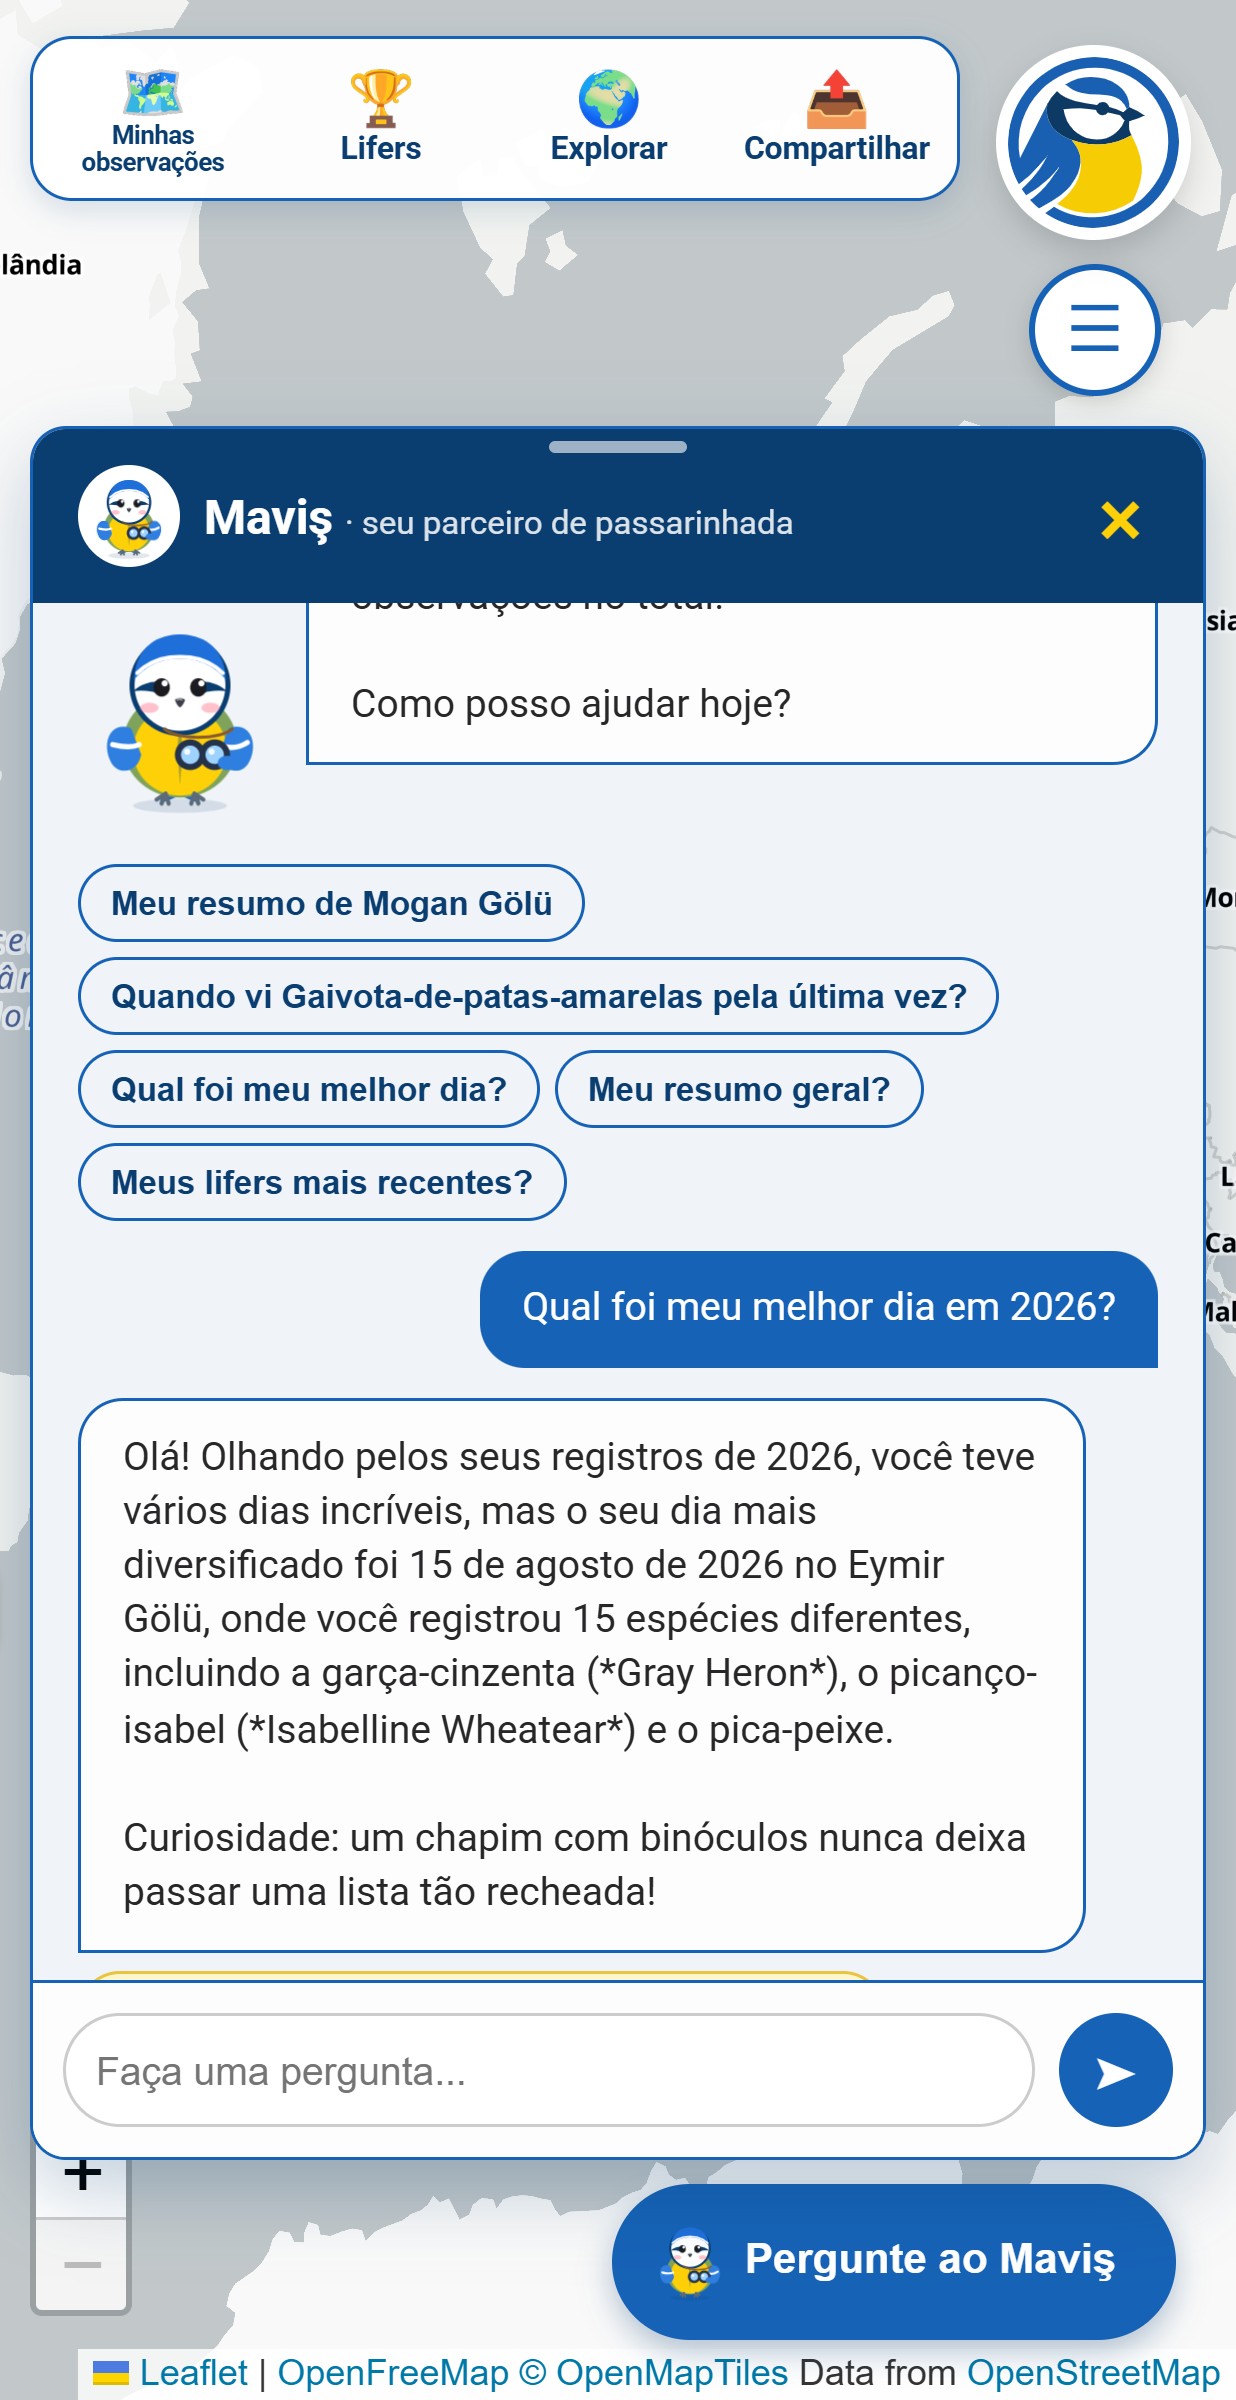 Minhas
observações
Lifers
Explorar
Compartilhar
lândia
Maviş · seu parceiro de passarinhada
observações no total.
Como posso ajudar hoje?
Meu resumo de Mogan Gölü
Quando vi Gaivota-de-patas-amarelas pela última vez?
Qual foi meu melhor dia?
Meu resumo geral?
Meus lifers mais recentes?
Qual foi meu melhor dia em 2026?
Olá! Olhando pelos seus registros de 2026, você teve
vários dias incríveis, mas o seu dia mais
diversificado foi 15 de agosto de 2026 no Eymir
Gölü, onde você registrou 15 espécies diferentes,
incluindo a garça-cinzenta (*Gray Heron*), o picanço-
isabel (*Isabelline Wheatear*) e o pica-peixe.
Curiosidade: um chapim com binóculos nunca deixa
passar uma lista tão recheada!
Faça uma pergunta...
+
−
Pergunte ao Maviş
Leaflet | OpenFreeMap © OpenMapTiles Data from OpenStreetMap